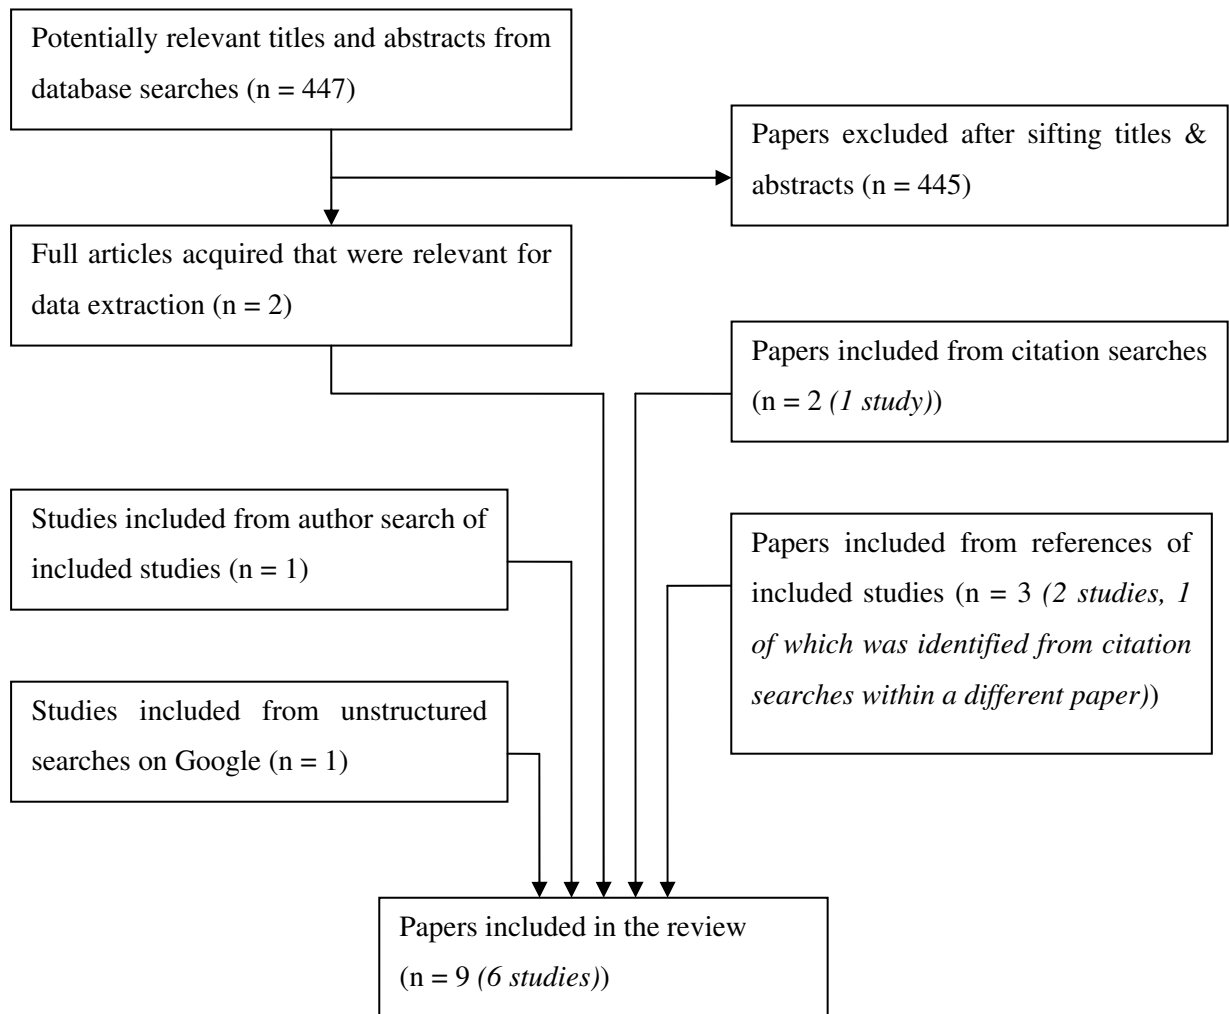 Potentially relevant titles and abstracts from
database searches (n = 447)
Papers excluded after sifting titles &
abstracts (n = 445)
Full articles acquired that were relevant for
data extraction (n = 2)
Papers included from citation searches
(n = 2 (1 study))
Studies included from author search of
included studies (n = 1)
Papers included from references of
included studies (n = 3 (2 studies, 1
of which was identified from citation
searches within a different paper))
Studies included from unstructured
searches on Google (n = 1)
Papers included in the review
(n = 9 (6 studies))